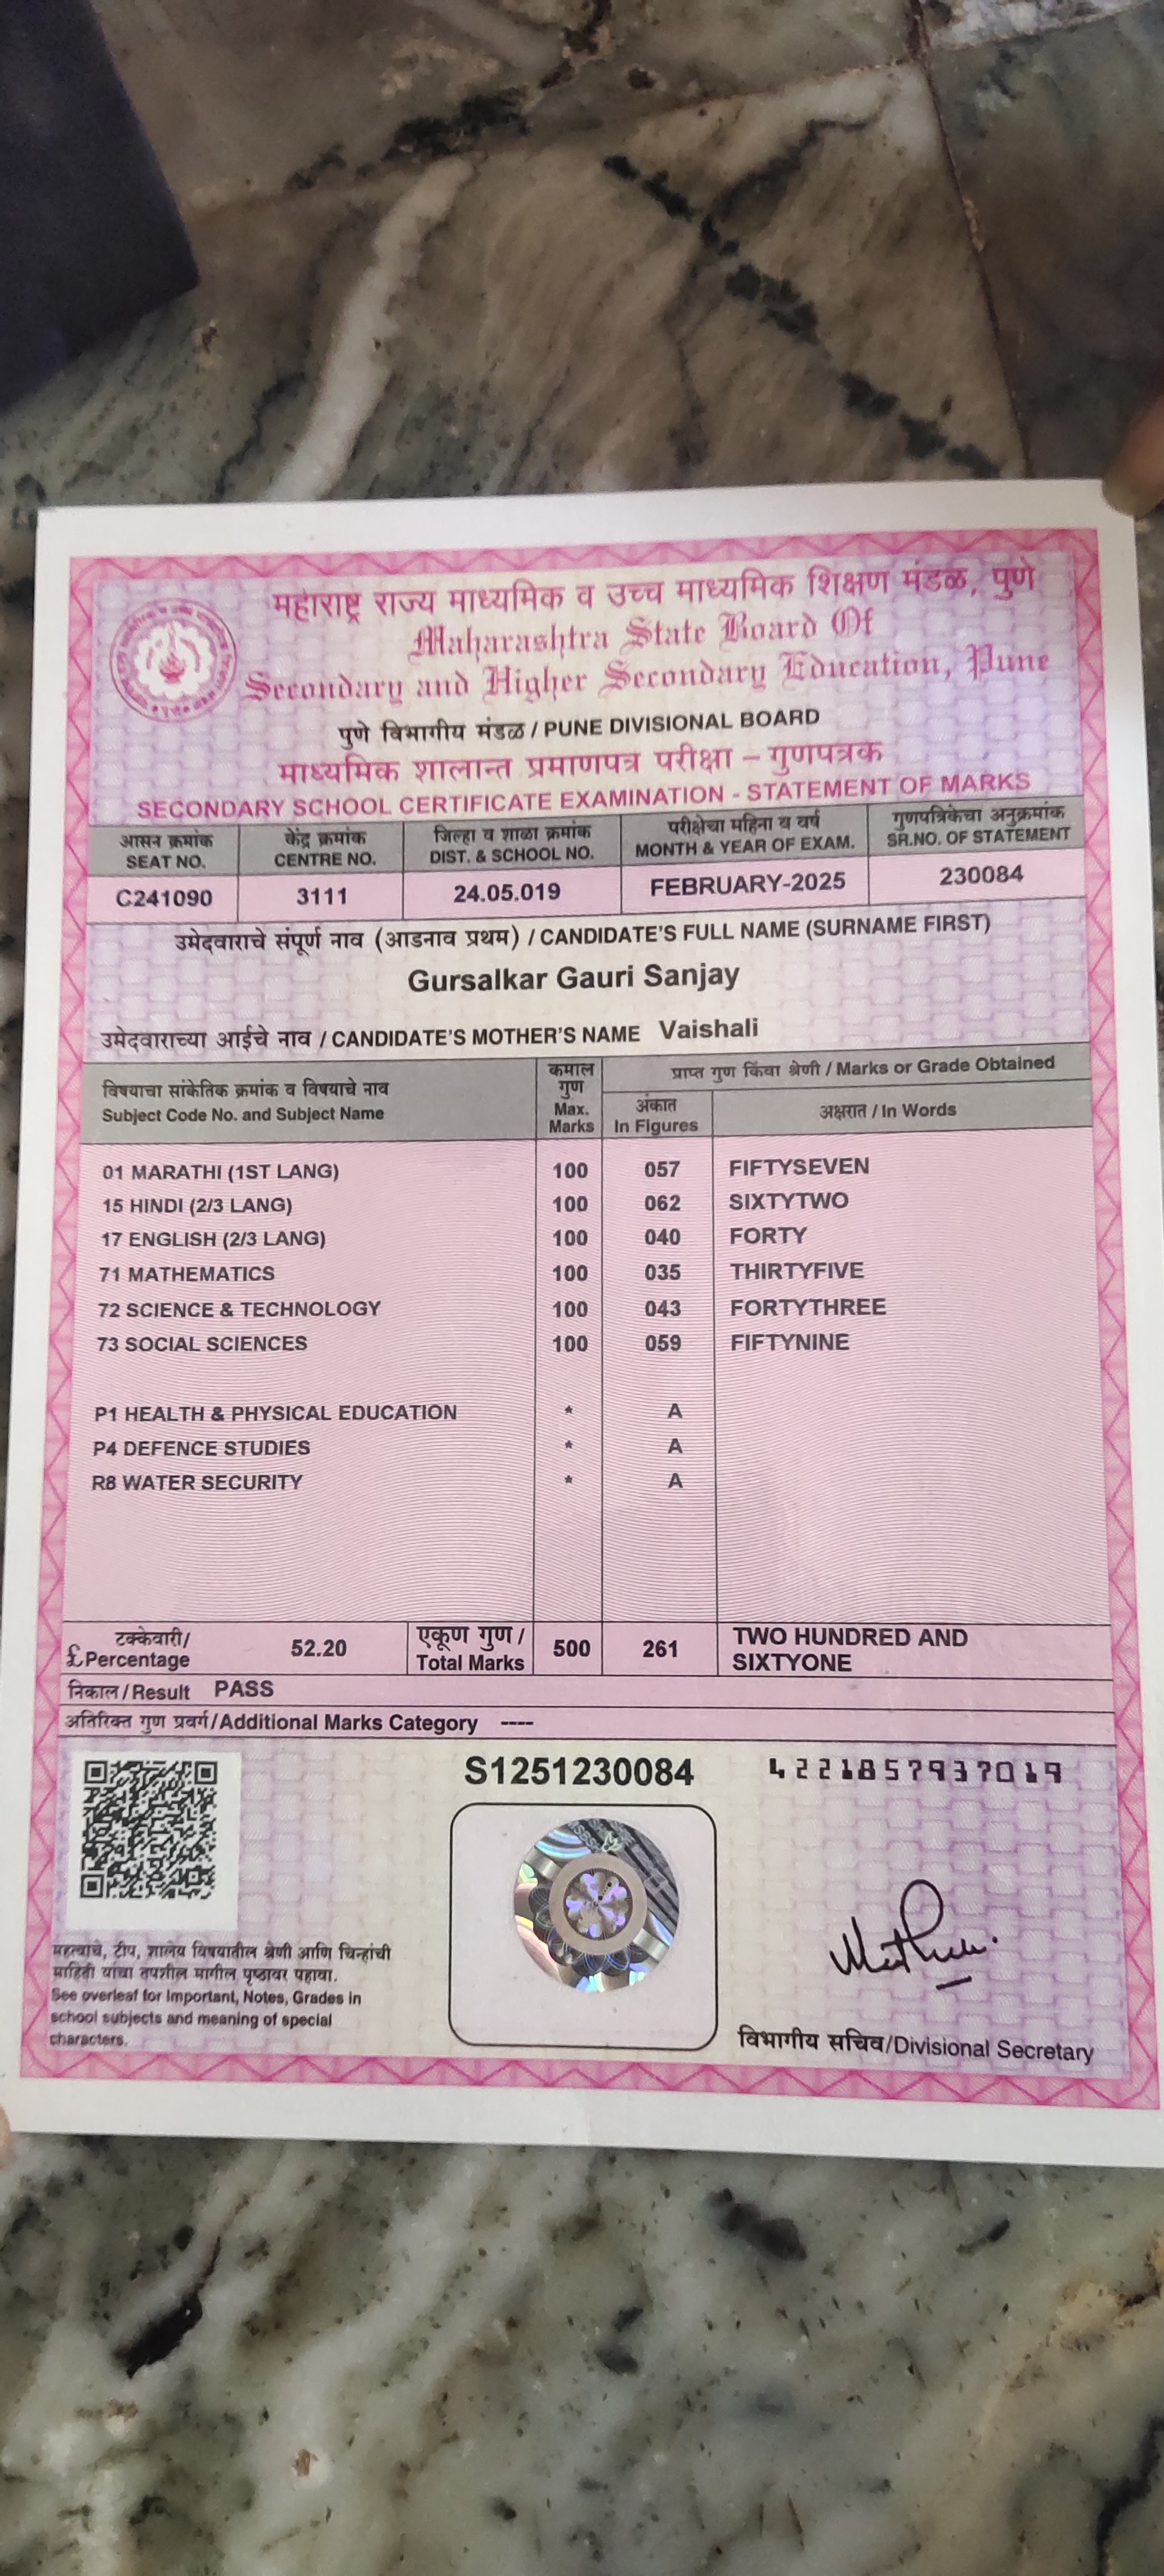 महाराष्ट्र राज्य माध्यमिक व उच्च माध्यमिक शिक्षण मंडळ, पुणे
Maharashtra State Board Of
Secondary and Higher Secondary Education, Pune
पुणे विभागीय मंडळ / PUNE DIVISIONAL BOARD
माध्यमिक शालान्त प्रमाणपत्र परीक्षा – गुणपत्रक
SECONDARY SCHOOL CERTIFICATE EXAMINATION - STATEMENT OF MARKS
आसन क्रमांक केंद्र क्रमांक जिल्हा व शाळा क्रमांक परीक्षेचा महिना व वर्ष गुणपत्रिकेचा अनुक्रमांक
SEAT NO. CENTRE NO. DIST. & SCHOOL NO. MONTH & YEAR OF EXAM. SR.NO. OF STATEMENT
C241090 3111 24.05.019 FEBRUARY-2025 230084
उमेदवाराचे संपूर्ण नाव (आडनाव प्रथम) / CANDIDATE'S FULL NAME (SURNAME FIRST)
Gursalkar Gauri Sanjay
उमेदवाराच्या आईचे नाव / CANDIDATE'S MOTHER'S NAME Vaishali
विषयाचा सांकेतिक क्रमांक व विषयाचे नाव कमाल गुण प्राप्त गुण किंवा श्रेणी / Marks or Grade Obtained
Subject Code No. and Subject Name Max. Marks अंकात In Figures अक्षरात / In Words
01 MARATHI (1ST LANG) 100 057 FIFTYSEVEN
15 HINDI (2/3 LANG) 100 062 SIXTYTWO
17 ENGLISH (2/3 LANG) 100 040 FORTY
71 MATHEMATICS 100 035 THIRTYFIVE
72 SCIENCE & TECHNOLOGY 100 043 FORTYTHREE
73 SOCIAL SCIENCES 100 059 FIFTYNINE
P1 HEALTH & PHYSICAL EDUCATION * A
P4 DEFENCE STUDIES * A
R8 WATER SECURITY * A
टक्केवारी/ एकूण गुण / TWO HUNDRED AND
£ Percentage 52.20 Total Marks 500 261 SIXTYONE
निकाल / Result PASS
अतिरिक्त गुण प्रवर्ग/Additional Marks Category ----
S1251230084 4221857937019
महत्वाचे, टीप, शालेय विषयातील श्रेणी आणि चिन्हांची
माहिती यांचा तपशील मागील पृष्ठावर पहावा.
See overleaf for Important, Notes, Grades in
school subjects and meaning of special
characters.
विभागीय सचिव/Divisional Secretary